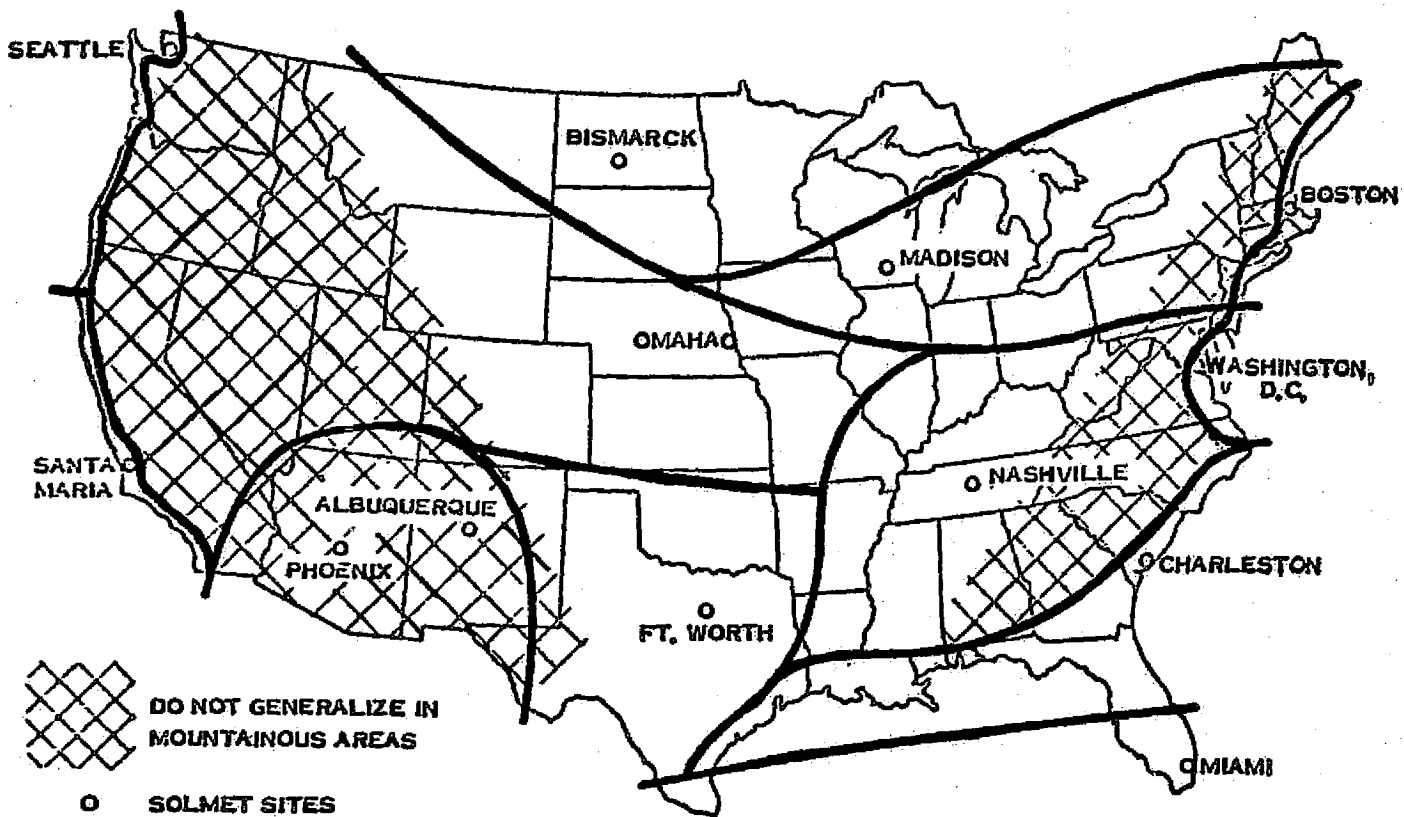 SEATTLE
BISMARCK
BOSTON
MADISON
OMAHA
WASHINGTON,
D.C.
SANTA
MARIA
NASHVILLE
ALBUQUERQUE
PHOENIX
CHARLESTON
FT. WORTH
DO NOT GENERALIZE IN
MOUNTAINOUS AREAS
MIAMI
SOLMET SITES